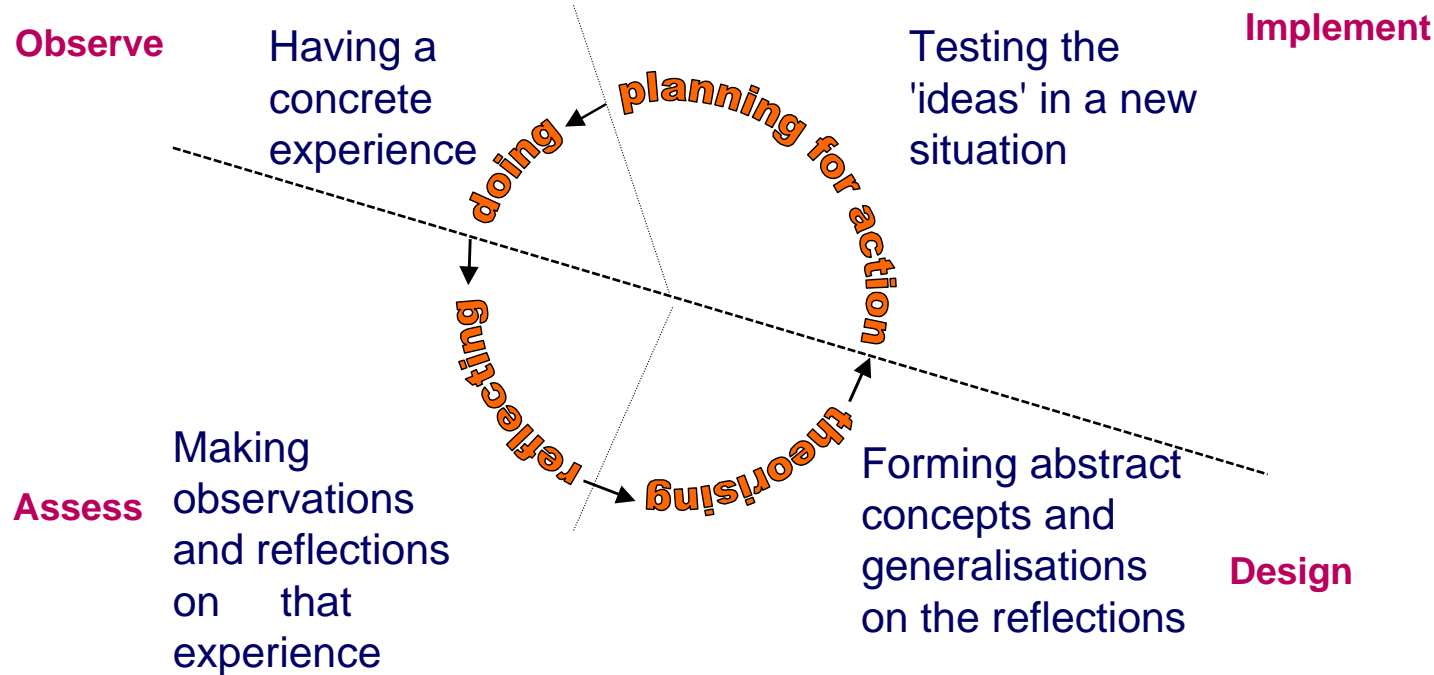 Observe
Having a
concrete
experience
Testing the
'ideas' in a new
situation
Implement
planning for action
doing
reflecting
theorising
Assess
Making
observations
and reflections
on that
experience
Forming abstract
concepts and
generalisations
on the reflections
Design